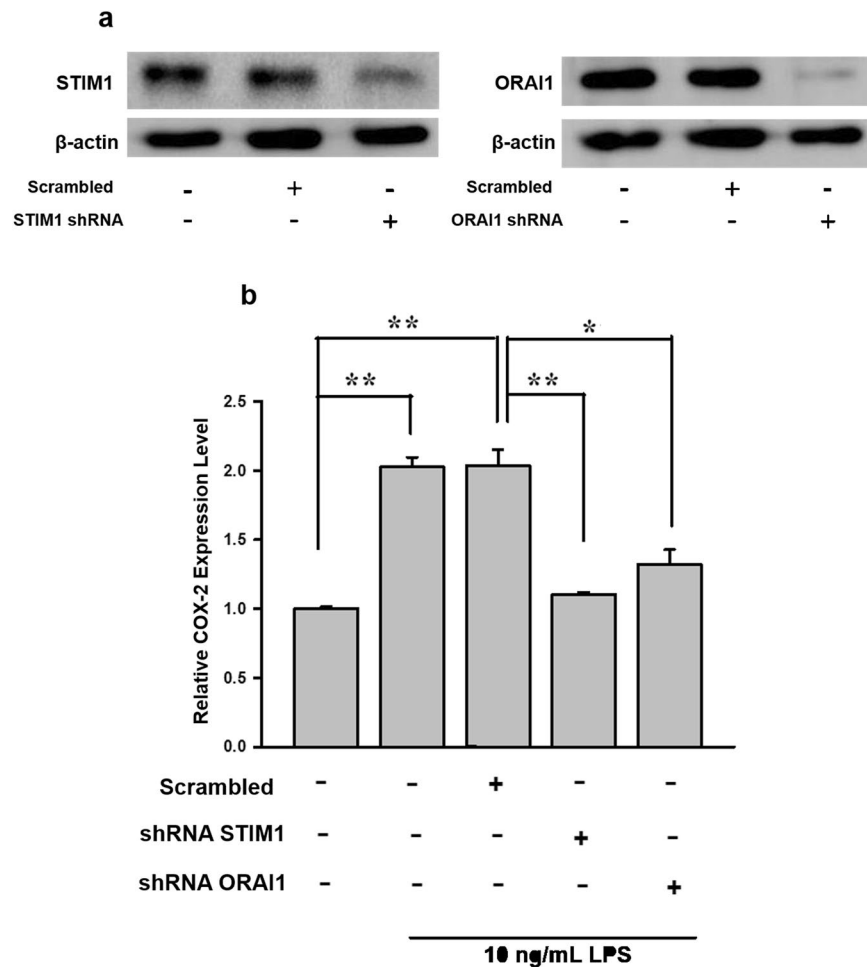 a
STIM1
β-actin
Scrambled - + -
STIM1 shRNA - - +
ORAI1
β-actin
Scrambled - + -
ORAI1 shRNA - - +
b
** *
** **
Relative COX-2 Expression Level
2.5
2.0
1.5
1.0
0.5
0.0
Scrambled - - + - -
shRNA STIM1 - - - + -
shRNA ORAI1 - - - - +
10 ng/mL LPS